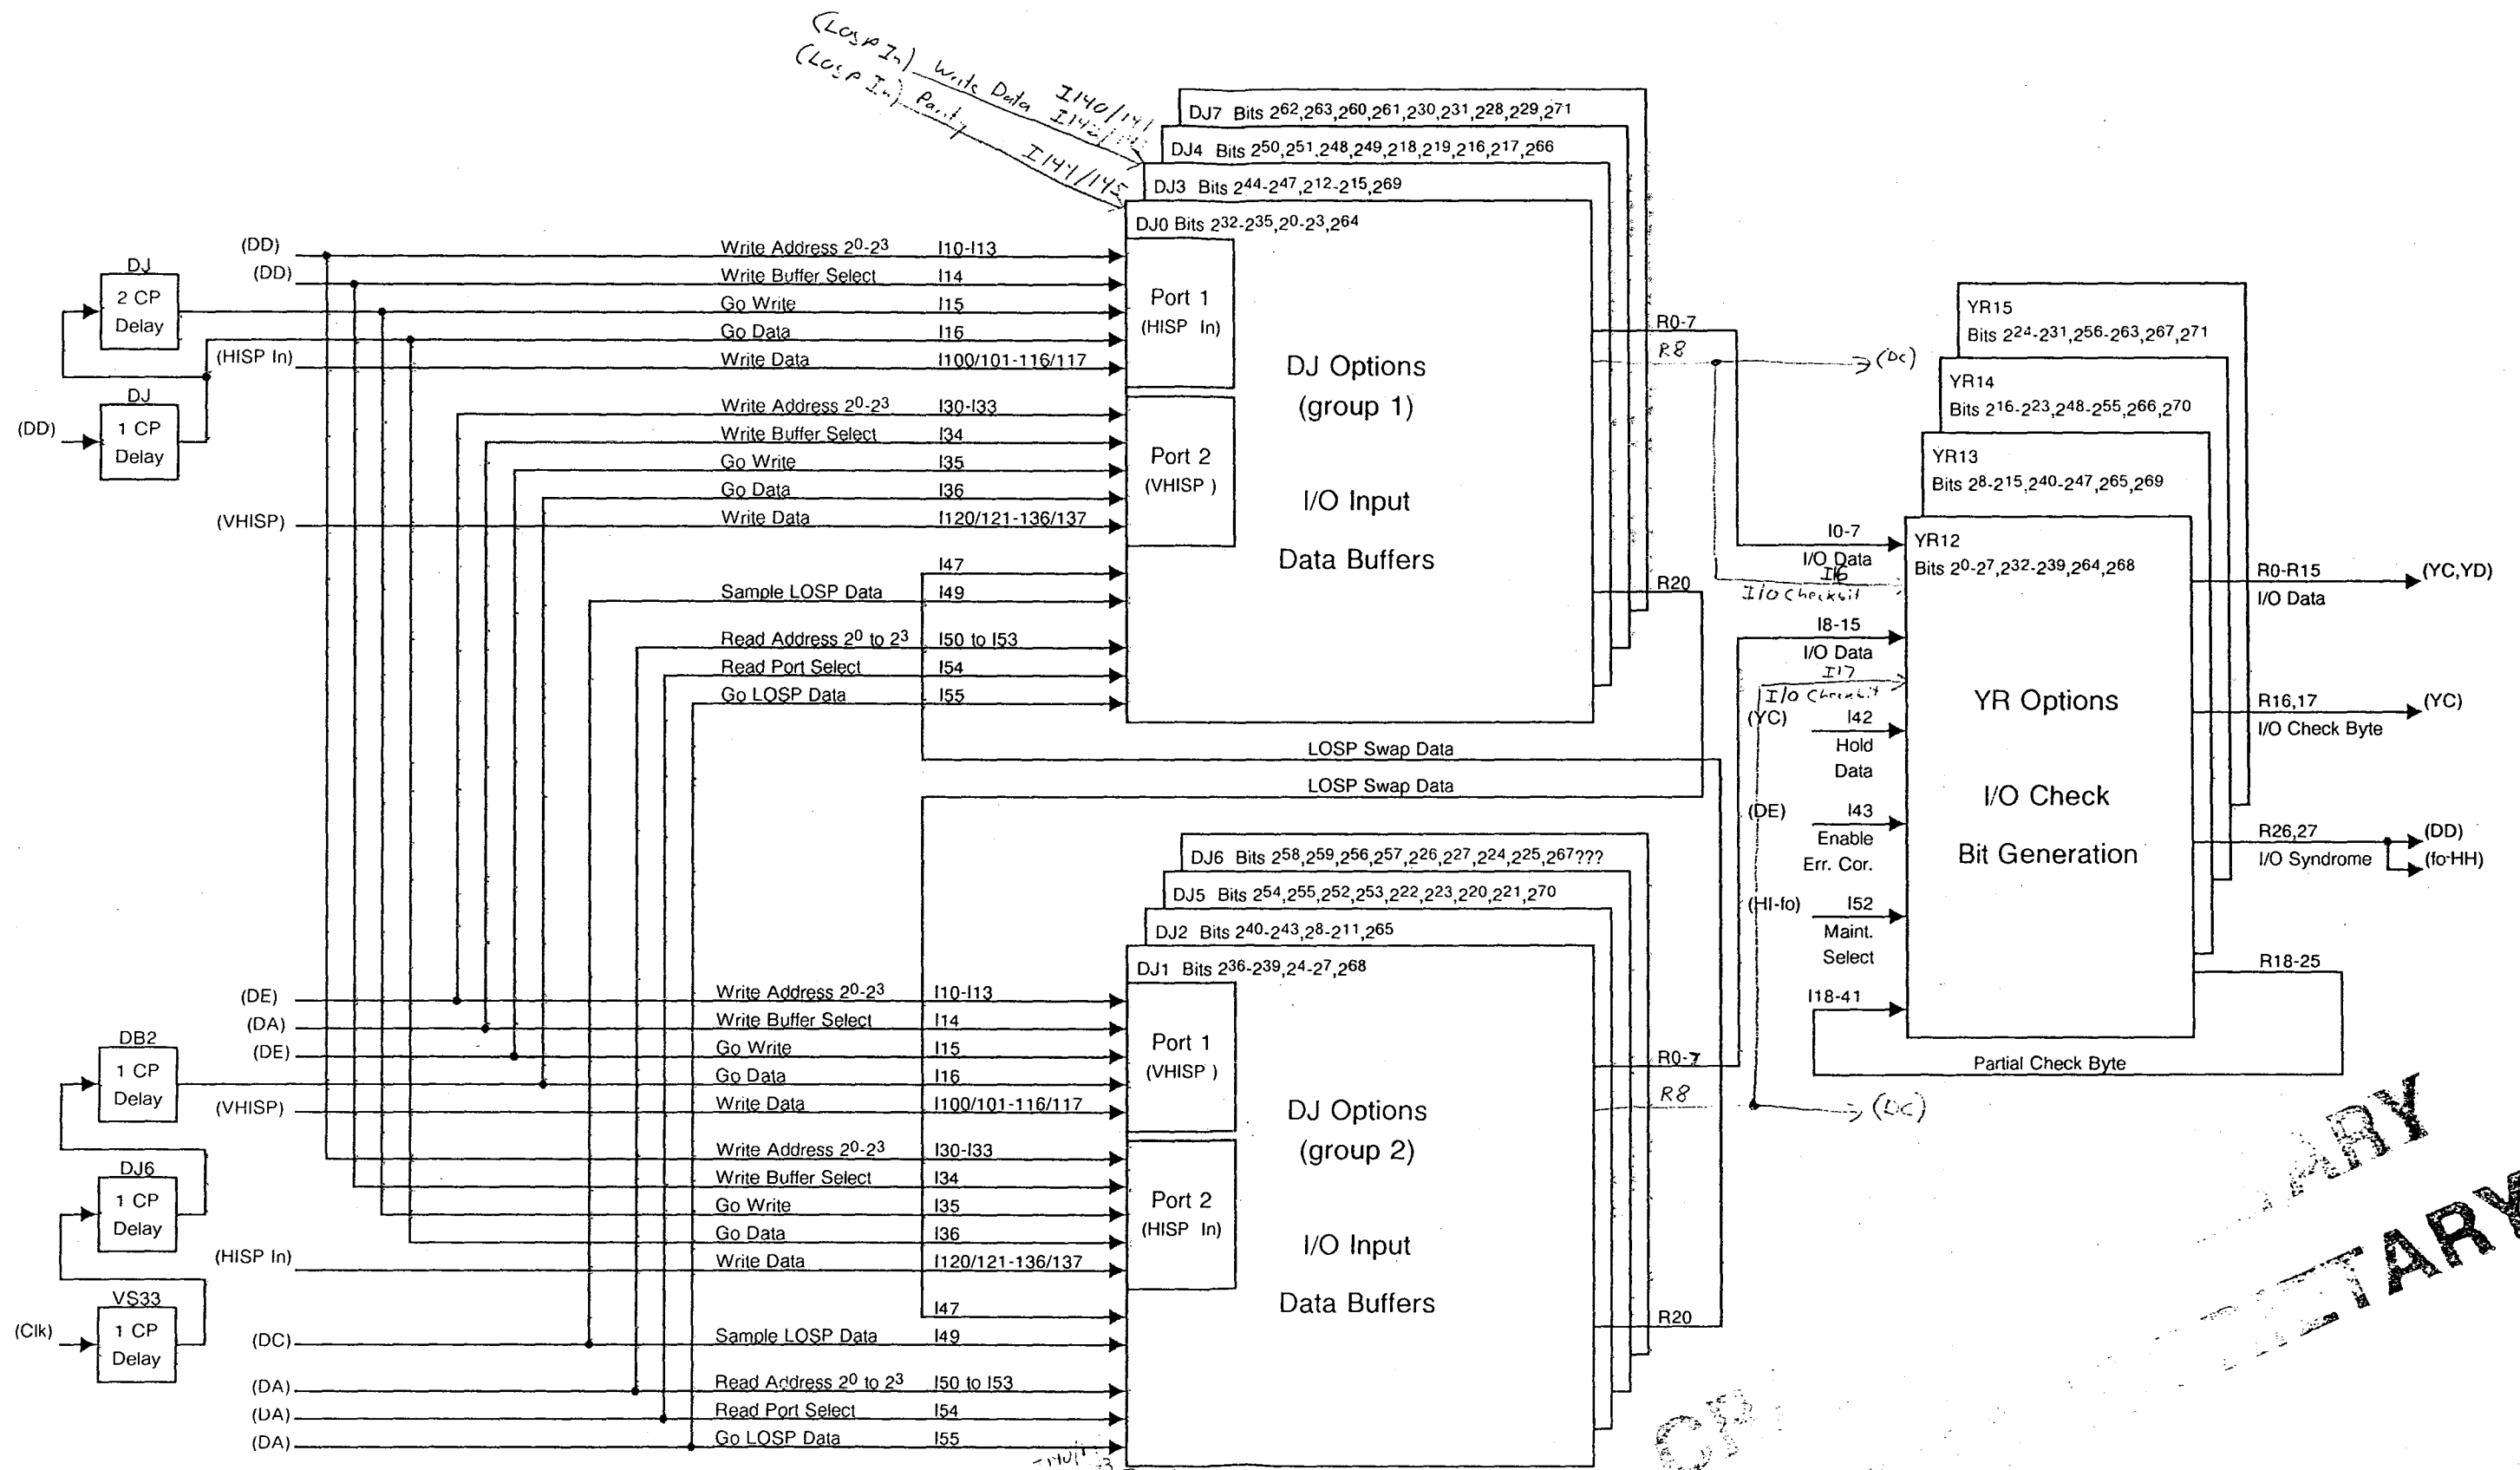 (LOSP In) Write Data I140/141
(LOSP In) Parity I144/145
DJ7 Bits 2^62,2^63,2^60,2^61,2^30,2^31,2^28,2^29,2^71
DJ4 Bits 2^50,2^51,2^48,2^49,2^18,2^19,2^16,2^17,2^66
DJ3 Bits 2^44-2^47,2^12-2^15,2^69
DJ0 Bits 2^32-2^35,2^0-2^3,2^64
(DD) Write Address 2^0-2^3 I10-I13
(DD) Write Buffer Select I14
Go Write I15
Go Data I16
(HISP In) Write Data I100/101-116/117
DJ
2 CP
Delay
DJ
1 CP
Delay
(DD)
Port 1
(HISP In)
Write Address 2^0-2^3 I30-I33
Write Buffer Select I34
Go Write I35
Go Data I36
(VHISP) Write Data I120/121-136/137
Port 2
(VHISP )
I47
Sample LOSP Data I49
Read Address 2^0 to 2^3 I50 to I53
Read Port Select I54
Go LOSP Data I55
DJ Options
(group 1)
I/O Input
Data Buffers
R0-7
R8 (DC)
R20
LOSP Swap Data
LOSP Swap Data
YR15
Bits 2^24-2^31,2^56-2^63,2^67,2^71
YR14
Bits 2^16-2^23,2^48-2^55,2^66,2^70
YR13
Bits 2^8-2^15,2^40-2^47,2^65,2^69
YR12
Bits 2^0-2^7,2^32-2^39,2^64,2^68
I0-7
I/O Data
I16
I/O Checkbit
I8-15
I/O Data
I17
I/O Checkbit
(YC) I42
Hold
Data
(DE) I43
Enable
Err. Cor.
(HI-fo) I52
Maint.
Select
I18-41
YR Options
I/O Check
Bit Generation
R0-R15 (YC,YD)
I/O Data
R16,17 (YC)
I/O Check Byte
R26,27 (DD)
I/O Syndrome (fo-HH)
R18-25
Partial Check Byte
DJ6 Bits 2^58,2^59,2^56,2^57,2^26,2^27,2^24,2^25,2^67???
DJ5 Bits 2^54,2^55,2^52,2^53,2^22,2^23,2^20,2^21,2^70
DJ2 Bits 2^40-2^43,2^8-2^11,2^65
DJ1 Bits 2^36-2^39,2^4-2^7,2^68
(DE) Write Address 2^0-2^3 I10-I13
(DA) Write Buffer Select I14
(DE) Go Write I15
Go Data I16
(VHISP) Write Data I100/101-116/117
DB2
1 CP
Delay
DJ6
1 CP
Delay
VS33
1 CP
Delay
(Clk)
Port 1
(VHISP )
Write Address 2^0-2^3 I30-I33
Write Buffer Select I34
Go Write I35
Go Data I36
(HISP In) Write Data I120/121-136/137
Port 2
(HISP In)
I47
(DC) Sample LOSP Data I49
(DA) Read Address 2^0 to 2^3 I50 to I53
(DA) Read Port Select I54
(DA) Go LOSP Data I55
DJ Options
(group 2)
I/O Input
Data Buffers
R0-7
R8 (DC)
R20